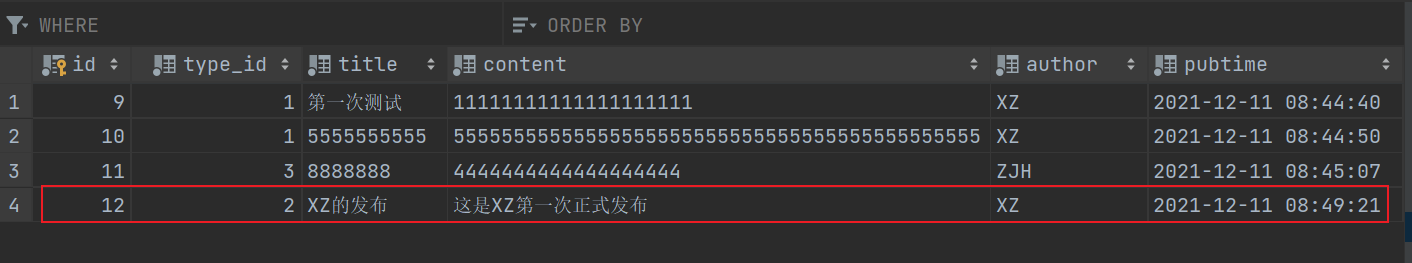 WHERE ORDER BY
id type_id title content author pubtime
1 9 1 第一次测试 11111111111111111111 XZ 2021-12-11 08:44:40
2 10 1 5555555555 55555555555555555555555555555555555555555555 XZ 2021-12-11 08:44:50
3 11 3 8888888 4444444444444444444 ZJH 2021-12-11 08:45:07
4 12 2 XZ的发布 这是XZ第一次正式发布 XZ 2021-12-11 08:49:21